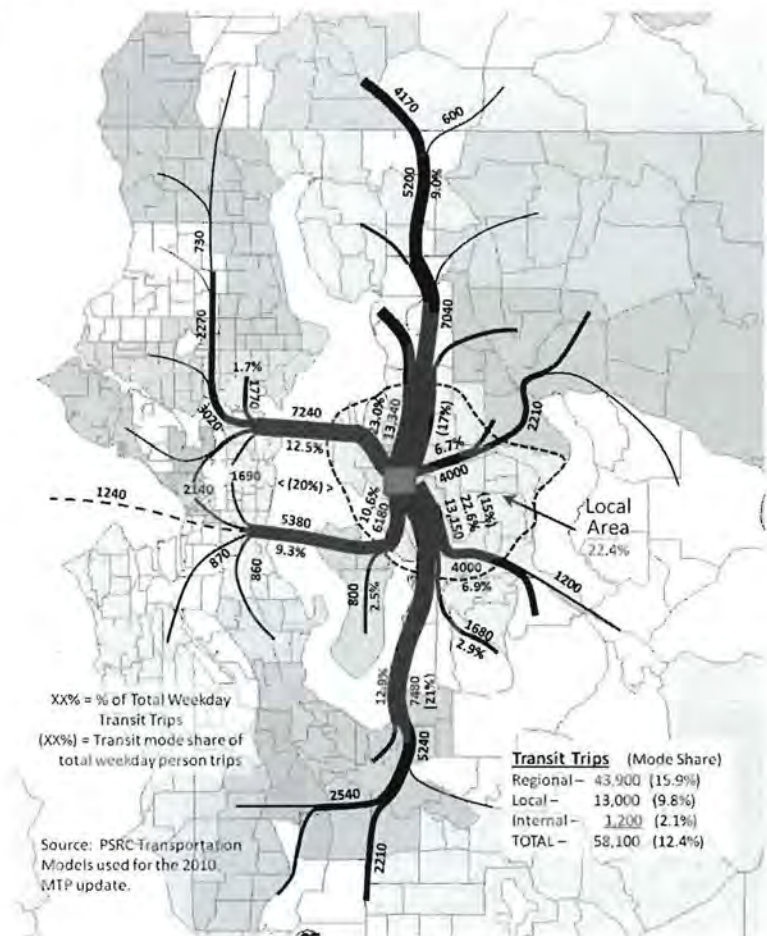 4170
600
5200
9.0%
730
7040
2270
1.7%
1770
3020
7240
12.5%
23.0%
13,340
(17%)
6.7%
4000
2210
2140
1690
< (20%) >
1240
5380
9.3%
10.6%
6180
(15%)
22.6%
13,150
Local
Area
22.4%
870
860
800
2.5%
4000
6.9%
1200
1680
2.9%
12.9%
7480
(21%)
5240
XX% = % of Total Weekday
Transit Trips
(XX%) = Transit mode share of
total weekday person trips
2540
2210
Transit Trips (Mode Share)
Regional – 43,900 (15.9%)
Local – 13,000 (9.8%)
Internal – 1,200 (2.1%)
TOTAL – 58,100 (12.4%)
Source: PSRC Transportation
Models used for the 2010
MTP update.